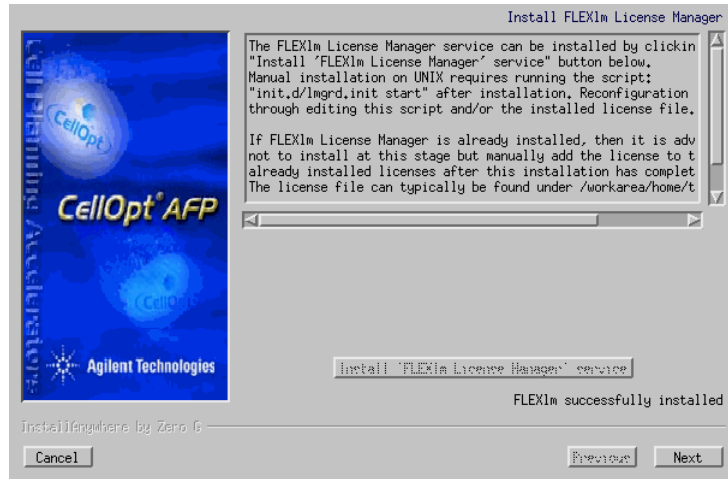 Install FLEXlm License Manager
The FLEXlm License Manager service can be installed by clickin
"Install 'FLEXlm License Manager' service" button below.
Manual installation on UNIX requires running the script:
"init.d/lmgrd.init start" after installation. Reconfiguration
through editing this script and/or the installed license file.
If FLEXlm License Manager is already installed, then it is adv
not to install at this stage but manually add the license to t
already installed licenses after this installation has complet
The license file can typically be found under /workarea/home/t
Cell Planning Accelerators
CellOpt
CellOpt AFP
CellOpt
Agilent Technologies
Install 'FLEXlm License Manager' service
FLEXlm successfully installed
InstallAnywhere by Zero G
Cancel
Previous
Next